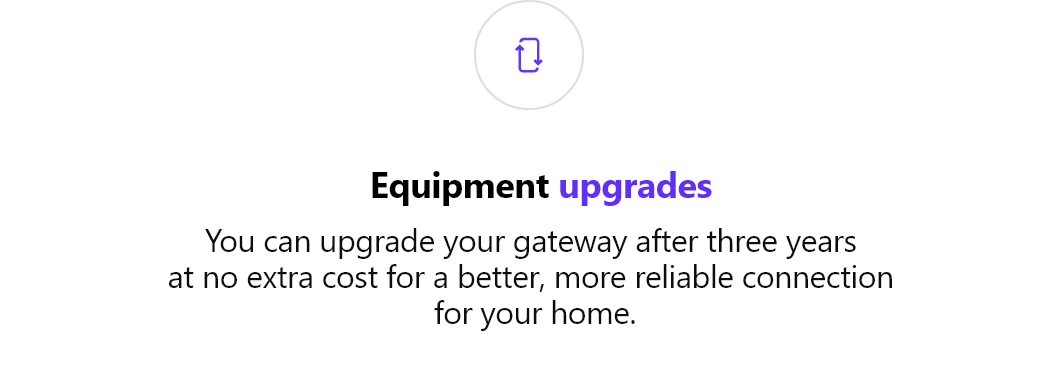 Equipment upgrades
You can upgrade your gateway after three years
at no extra cost for a better, more reliable connection
for your home.